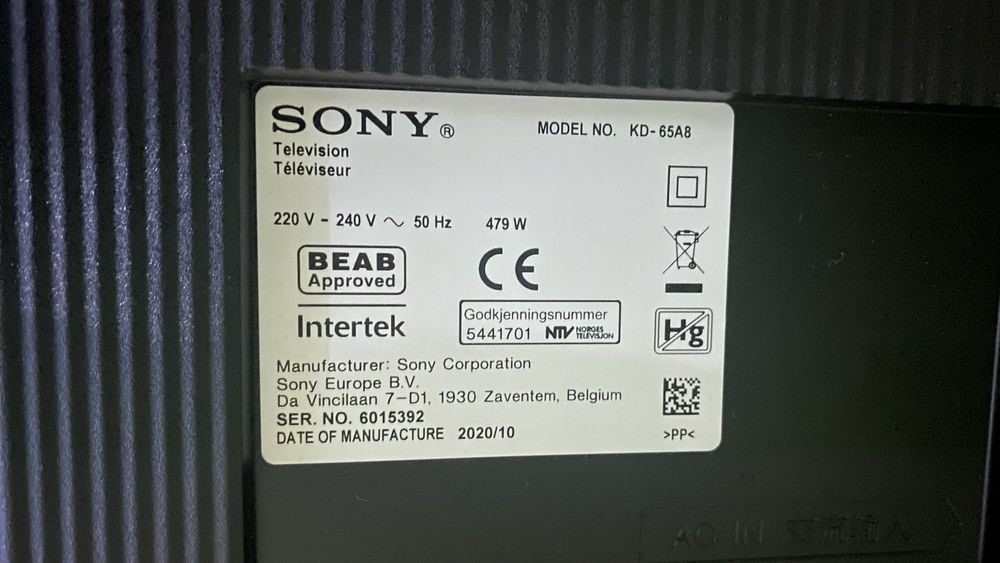 SONY®
MODEL NO. KD-65A8
Television
Téléviseur
220 V - 240 V ~ 50 Hz 479 W
BEAB
Approved
CE
Intertek
Godkjenningsnummer
5441701 NTV NORGES TELEVISJON
Hg
Manufacturer: Sony Corporation
Sony Europe B.V.
Da Vincilaan 7-D1, 1930 Zaventem, Belgium
SER. NO. 6015392
DATE OF MANUFACTURE 2020/10
>PP<
AC IN